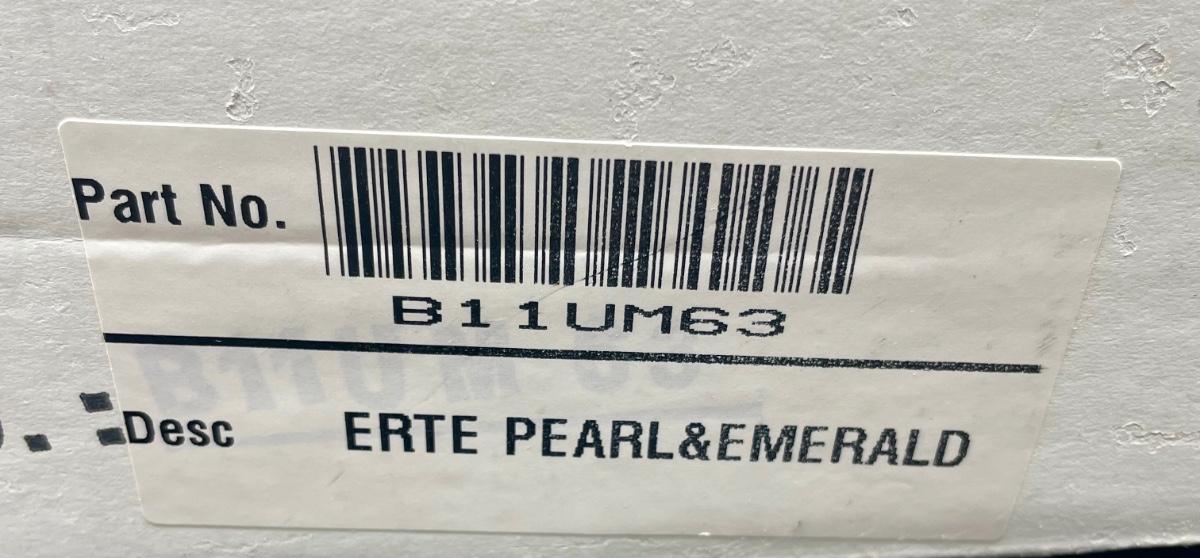 Part No.
B11UM63
Desc ERTE PEARL&EMERALD